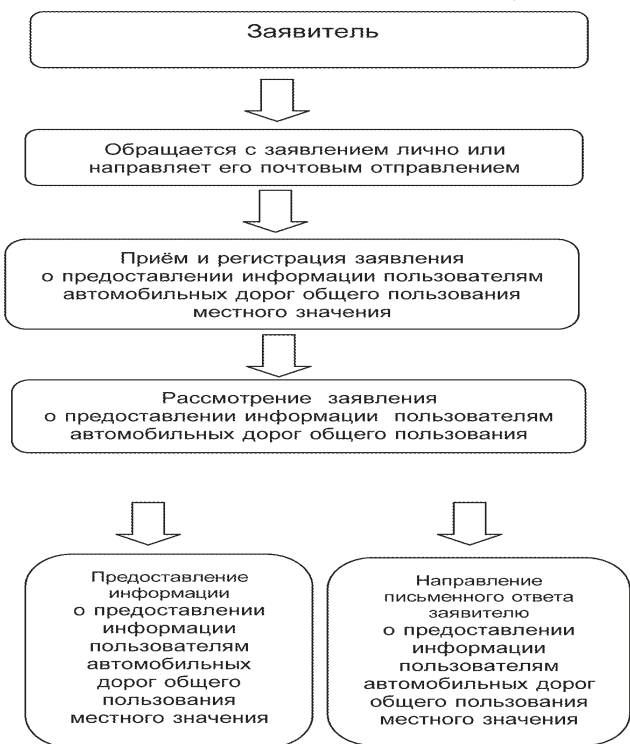 Заявитель
Обращается с заявлением лично или
направляет его почтовым отправлением
Приём и регистрация заявления
о предоставлении информации пользователям
автомобильных дорог общего пользования
местного значения
Рассмотрение заявления
о предоставлении информации пользователям
автомобильных дорог общего пользования
Предоставление
информации
о предоставлении
информации
пользователям
автомобильных
дорог общего
пользования
местного значения
Направление
письменного ответа
заявителю
о предоставлении
информации
пользователям
автомобильных дорог
общего пользования
местного значения